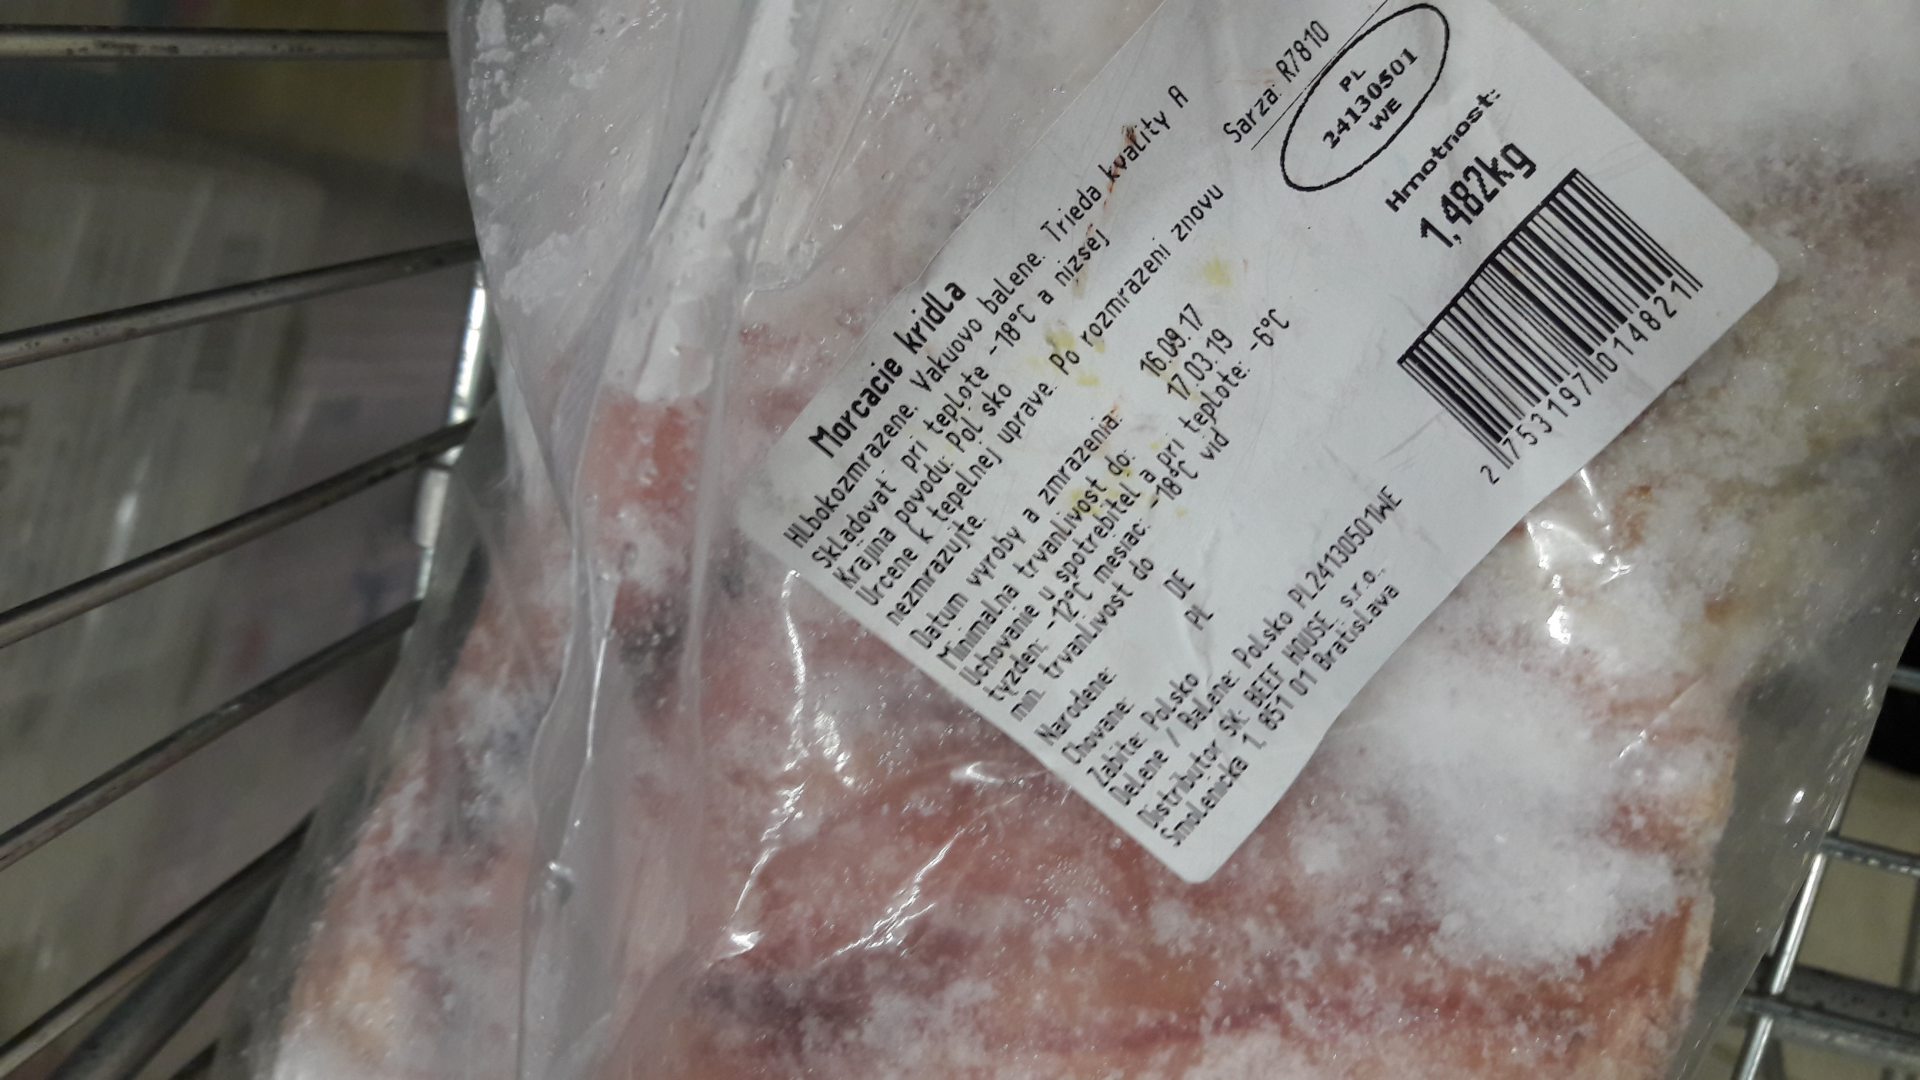 Morcacie kridla
Hlbokozmrazene. Vakuovo balene. Trieda kvality A
Skladovat pri teplote -18°C a nizsej
Krajina povodu: Pol sko
Urcene k tepelnej uprave. Po rozmrazeni znovu
nezmrazujte.
Datum vyroby a zmrazenia: 16.09.17
Minimalna trvanlivost do: 17.03.19
Uchovanie u spotrebitel a pri teplote: -6°C
tyzden: -12°C mesiac: -18°C vid
min. trvanlivost do
Narodene: DE
Chovane: PL
Zabite: Polsko
Delene / Balene: Polsko PL24130501WE
Distributor SK: BEEF HOUSE, s.r.o.,
Smolenicka 1, 851 01 Bratislava
Sarza: R7810
PL
24130501
WE
Hmotnost:
1,482kg
2 753197 014821